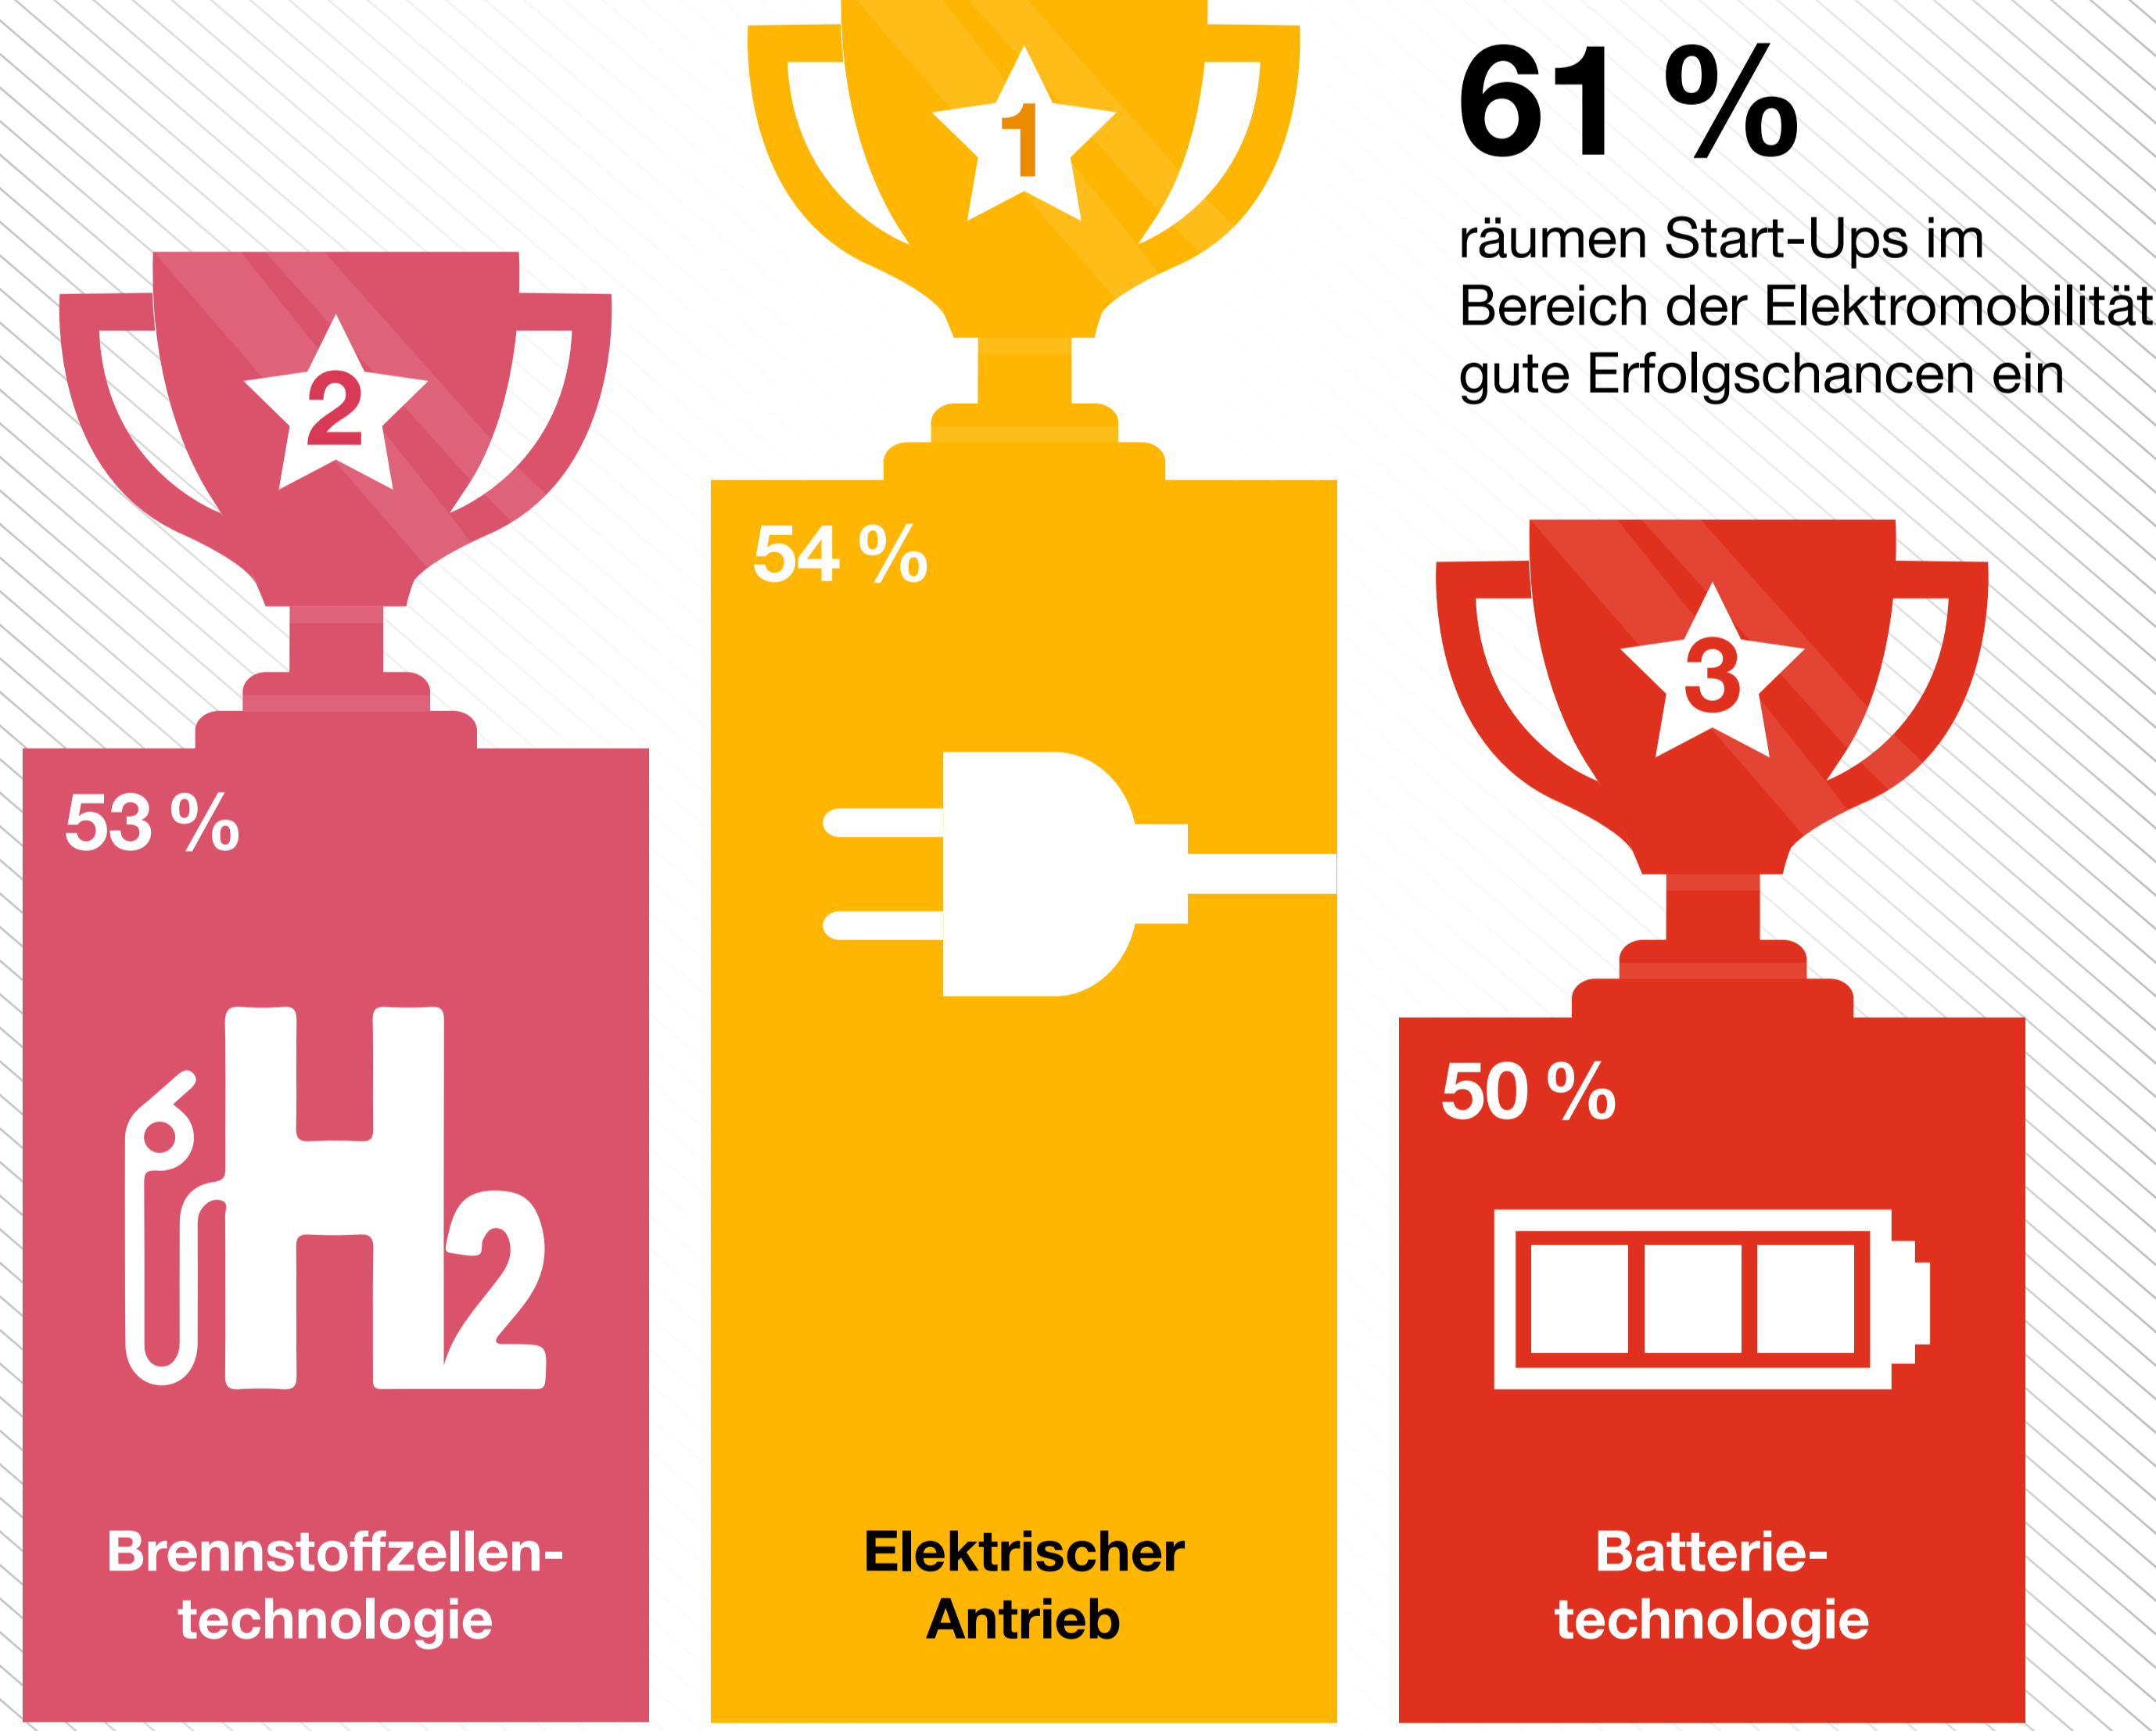 61 %
räumen Start-Ups im
Bereich der Elektromobilität
gute Erfolgschancen ein
1
54 %
Elektrischer
Antrieb
2
53 %
H2
Brennstoffzellen-
technologie
3
50 %
Batterie-
technologie